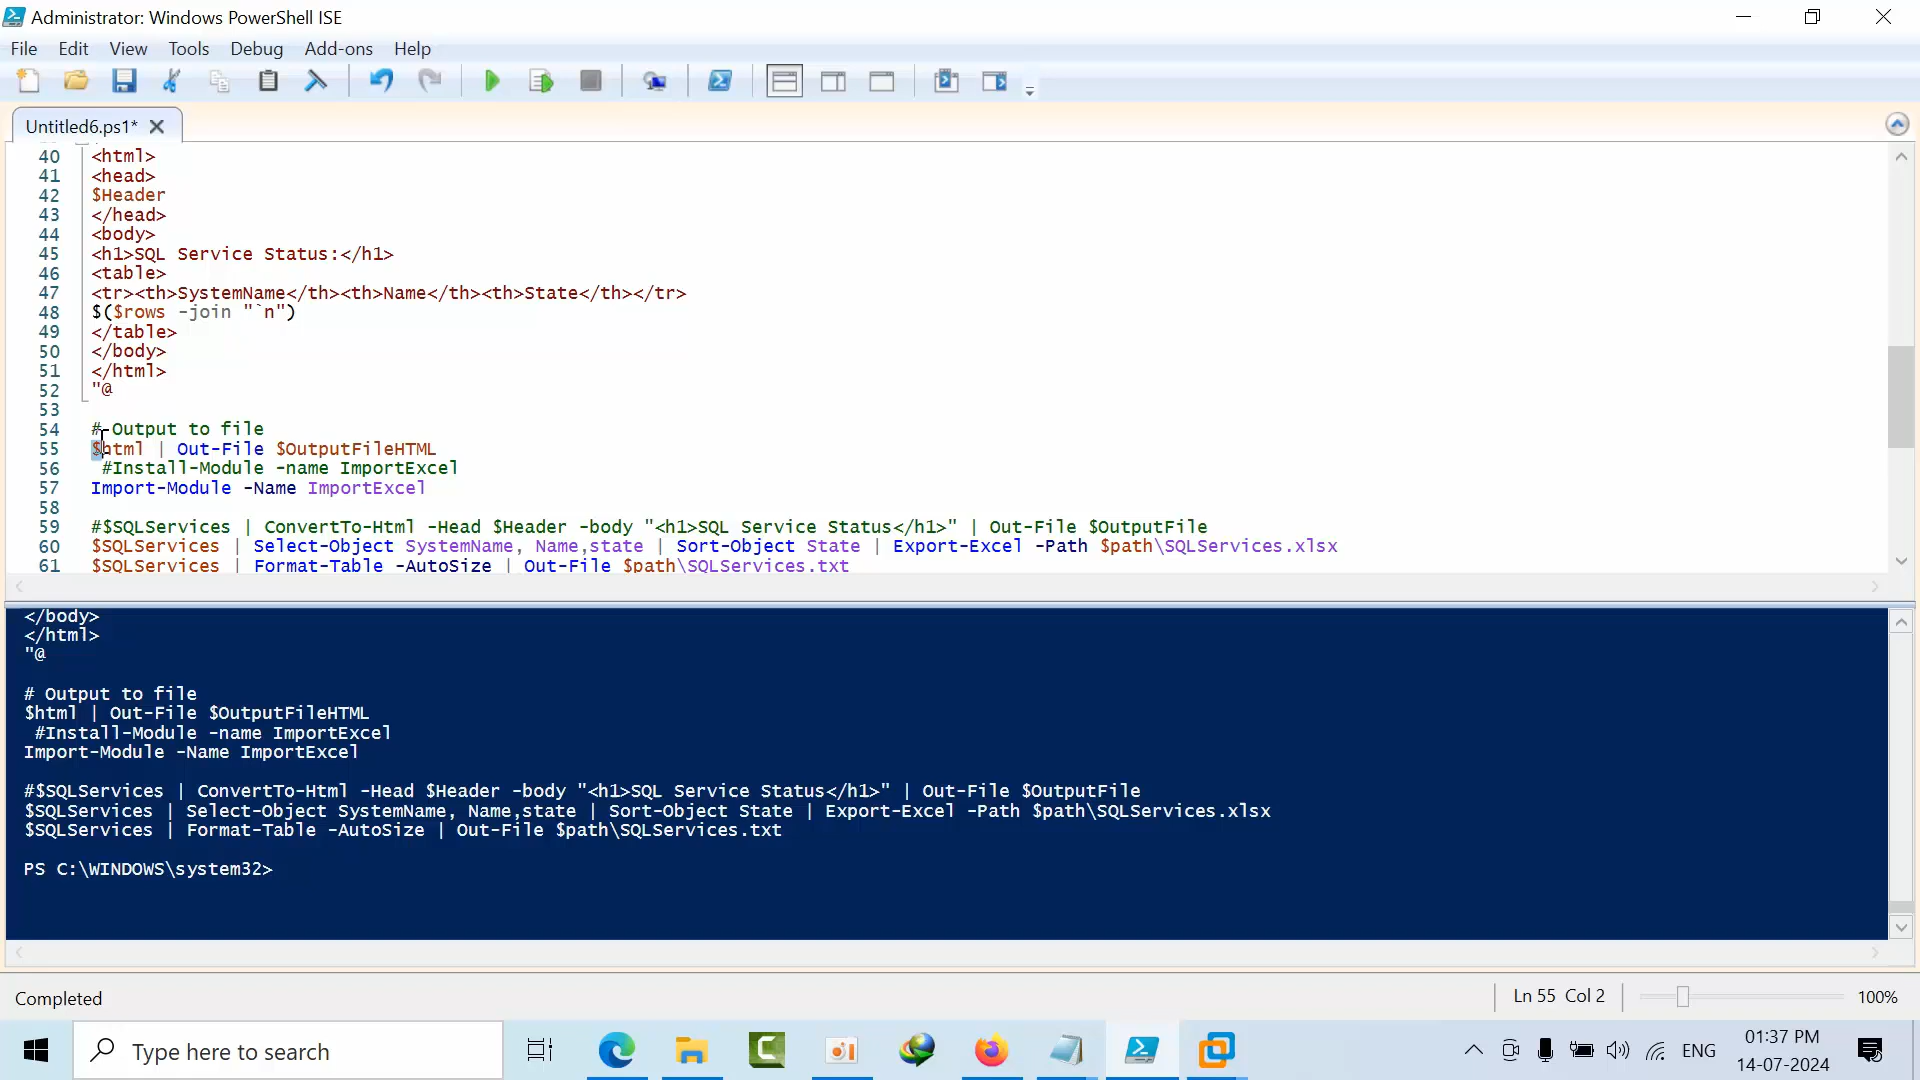 Administrator: Windows PowerShell ISE
File Edit View Tools Debug Add-ons Help
Untitled6.ps1* X
40 <html>
41 <head>
42 $Header
43 </head>
44 <body>
45 <h1>SQL Service Status:</h1>
46 <table>
47 <tr><th>SystemName</th><th>Name</th><th>State</th></tr>
48 $($rows -join "`n")
49 </table>
50 </body>
51 </html>
52 "@
53
54 # Output to file
55 $html | Out-File $OutputFileHTML
56  #Install-Module -name ImportExcel
57 Import-Module -Name ImportExcel
58
59 #$SQLServices | ConvertTo-Html -Head $Header -body "<h1>SQL Service Status</h1>" | Out-File $OutputFile
60 $SQLServices | Select-Object SystemName, Name,state | Sort-Object State | Export-Excel -Path $path\SQLServices.xlsx
61 $SQLServices | Format-Table -AutoSize | Out-File $path\SQLServices.txt
</body>
</html>
"@
# Output to file
$html | Out-File $OutputFileHTML
 #Install-Module -name ImportExcel
Import-Module -Name ImportExcel
#$SQLServices | ConvertTo-Html -Head $Header -body "<h1>SQL Service Status</h1>" | Out-File $OutputFile
$SQLServices | Select-Object SystemName, Name,state | Sort-Object State | Export-Excel -Path $path\SQLServices.xlsx
$SQLServices | Format-Table -AutoSize | Out-File $path\SQLServices.txt
PS C:\WINDOWS\system32>
Completed
Ln 55 Col 2
100%
Type here to search
ENG
01:37 PM
14-07-2024